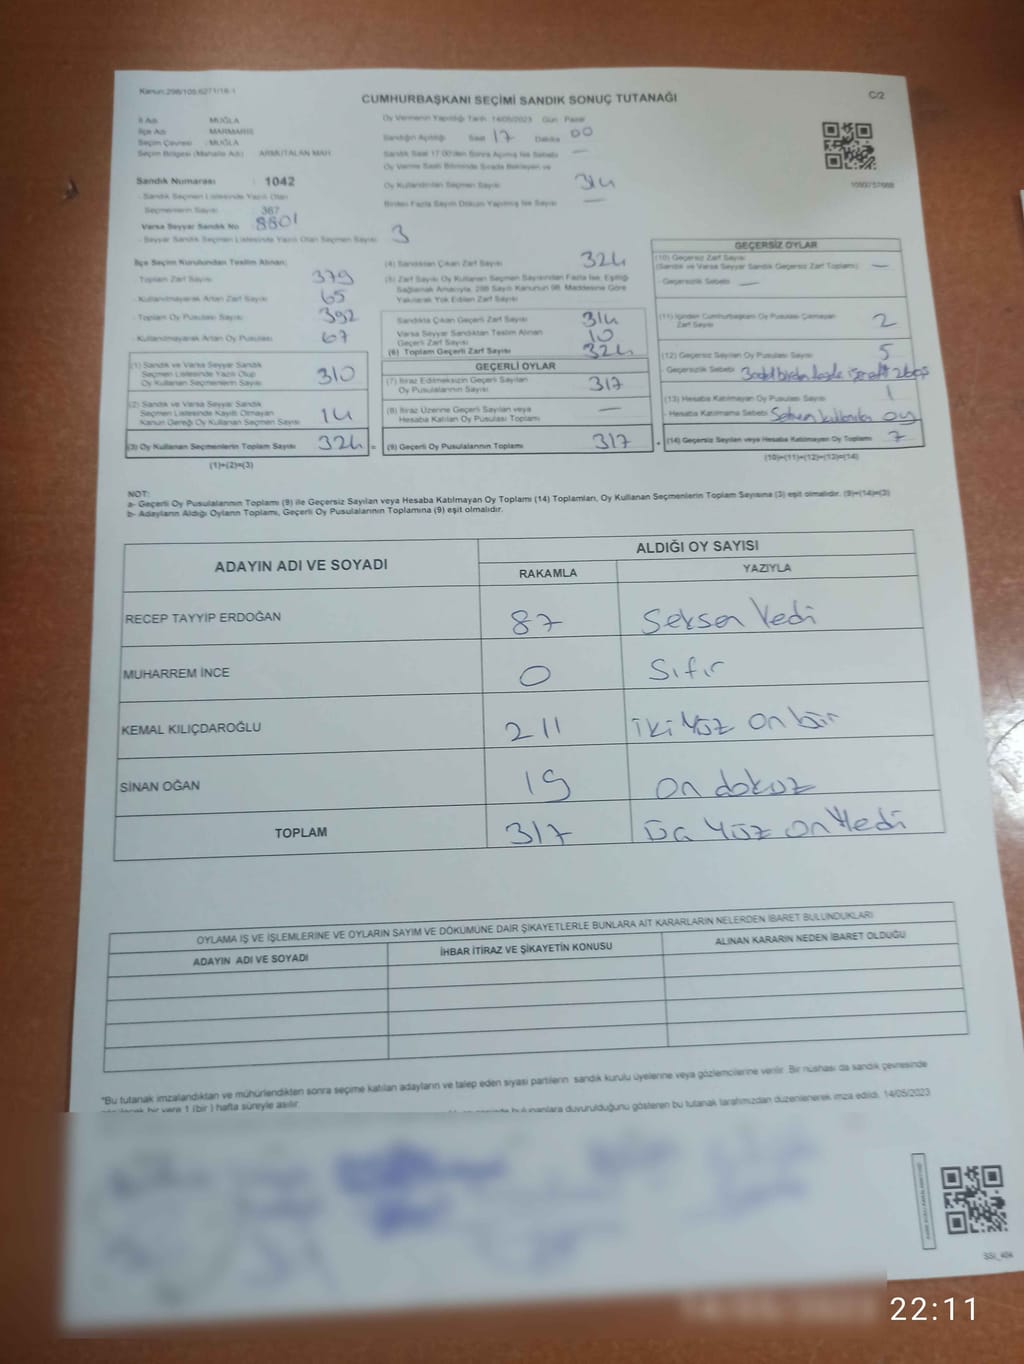 Kanun:298/105.6271/18-1
CUMHURBAŞKANI SEÇİMİ SANDIK SONUÇ TUTANAĞI
C/2
İl Adı MUĞLA
İlçe Adı MARMARİS
Seçim Çevresi : MUĞLA
Seçim Bölgesi (Mahalle Adı) ARMUTALAN MAH.
Sandık Numarası : 1042
- Sandık Seçmen Listesinde Yazılı Olan
Seçmenlerin Sayısı 367
Varsa Seyyar Sandık No 8801
- Seyyar Sandık Seçmen Listesinde Yazılı Olan Seçmen Sayısı 3
Oy Vermenin Yapıldığı Tarih 14/05/2023 Gün Pazar
Sandığın Açıldığı Saat 17 Dakika 00
Sandık Saat 17:00'den Sonra Açılmış İse Sebebi —
Oy Verme Saati Bitiminde Sırada Bekleyen ve
Oy Kullandırılan Seçmen Sayısı 314
Birden Fazla Sayım Döküm Yapılmış İse Sayısı —
İlçe Seçim Kurulundan Teslim Alınan;
Toplam Zarf Sayısı 379
- Kullanılmayarak Artan Zarf Sayısı 65
- Toplam Oy Pusulası Sayısı 392
- Kullanılmayarak Artan Oy Pusulası 67
(1) Sandık ve Varsa Seyyar Sandık
Seçmen Listesinde Yazılı Olup
Oy Kullanan Seçmenlerin Sayısı 310
(2) Sandık ve Varsa Seyyar Sandık
Seçmen Listesinde Kayıtlı Olmayan
Kanun Gereği Oy Kullanan Seçmen Sayısı 14
(3) Oy Kullanan Seçmenlerin Toplam Sayısı 324 =
(1)+(2)=(3)
(4) Sandıktan Çıkan Zarf Sayısı 324
(5) Zarf Sayısı Oy Kullanan Seçmen Sayısından Fazla İse, Eşitliği
Sağlamak Amacıyla, 298 Sayılı Kanunun 98. Maddesine Göre
Yakılarak Yok Edilen Zarf Sayısı
Sandıkta Çıkan Geçerli Zarf Sayısı 314
Varsa Seyyar Sandıktan Teslim Alınan
Geçerli Zarf Sayısı 10
(6) Toplam Geçerli Zarf Sayısı 324
GEÇERLİ OYLAR
(7) İtiraz Edilmeksizin Geçerli Sayılan
Oy Pusulalarının Sayısı 317
(8) İtiraz Üzerine Geçerli Sayılan veya
Hesaba Katılan Oy Pusulası Toplamı —
(9) Geçerli Oy Pusulalarının Toplamı 317 +
GEÇERSİZ OYLAR
(10) Geçersiz Zarf Sayısı
(Sandık ve Varsa Seyyar Sandık Geçersiz Zarf Toplamı) —
- Geçersizlik Sebebi —
(11) İçinden Cumhurbaşkanı Oy Pusulası Çıkmayan
Zarf Sayısı 2
(12) Geçersiz Sayılan Oy Pusulası Sayısı 5
Geçersizlik Sebebi
(13) Hesaba Katılmayan Oy Pusulası Sayısı 1
- Hesaba Katılmama Sebebi oy
(14) Geçersiz Sayılan veya Hesaba Katılmayan Oy Toplamı 7
(10)+(11)+(12)+(13)=(14)
NOT:
a- Geçerli Oy Pusulalarının Toplamı (9) ile Geçersiz Sayılan veya Hesaba Katılmayan Oy Toplamı (14) Toplamları, Oy Kullanan Seçmenlerin Toplam Sayısına (3) eşit olmalıdır. (9)+(14)=(3)
b- Adayların Aldığı Oyların Toplamı, Geçerli Oy Pusulalarının Toplamına (9) eşit olmalıdır.
ADAYIN ADI VE SOYADI
ALDIĞI OY SAYISI
RAKAMLA YAZIYLA
RECEP TAYYİP ERDOĞAN 87 Seksen Yedi
MUHARREM İNCE 0 Sıfır
KEMAL KILIÇDAROĞLU 211 İki Yüz On bir
SİNAN OĞAN 19 On dokuz
TOPLAM 317 Üç Yüz On Yedi
OYLAMA İŞ VE İŞLEMLERİNE VE OYLARIN SAYIM VE DÖKÜMÜNE DAİR ŞİKAYETLERLE BUNLARA AİT KARARLARIN NELERDEN İBARET BULUNDUKLARI
ADAYIN ADI VE SOYADI İHBAR İTİRAZ VE ŞİKAYETİN KONUSU ALINAN KARARIN NEDEN İBARET OLDUĞU
*Bu tutanak imzalandıktan ve mühürlendikten sonra seçime katılan adayların ve talep eden siyasi partilerin sandık kurulu üyelerine veya gözlemcilerine verilir. Bir nüshası da sandık çevresinde
bir yere 1 (bir) hafta süreyle asılır.
bulunanlara duyurulduğunu gösteren bu tutanak tarafımızdan düzenlenerek imza edildi. 14/05/2023
22:11